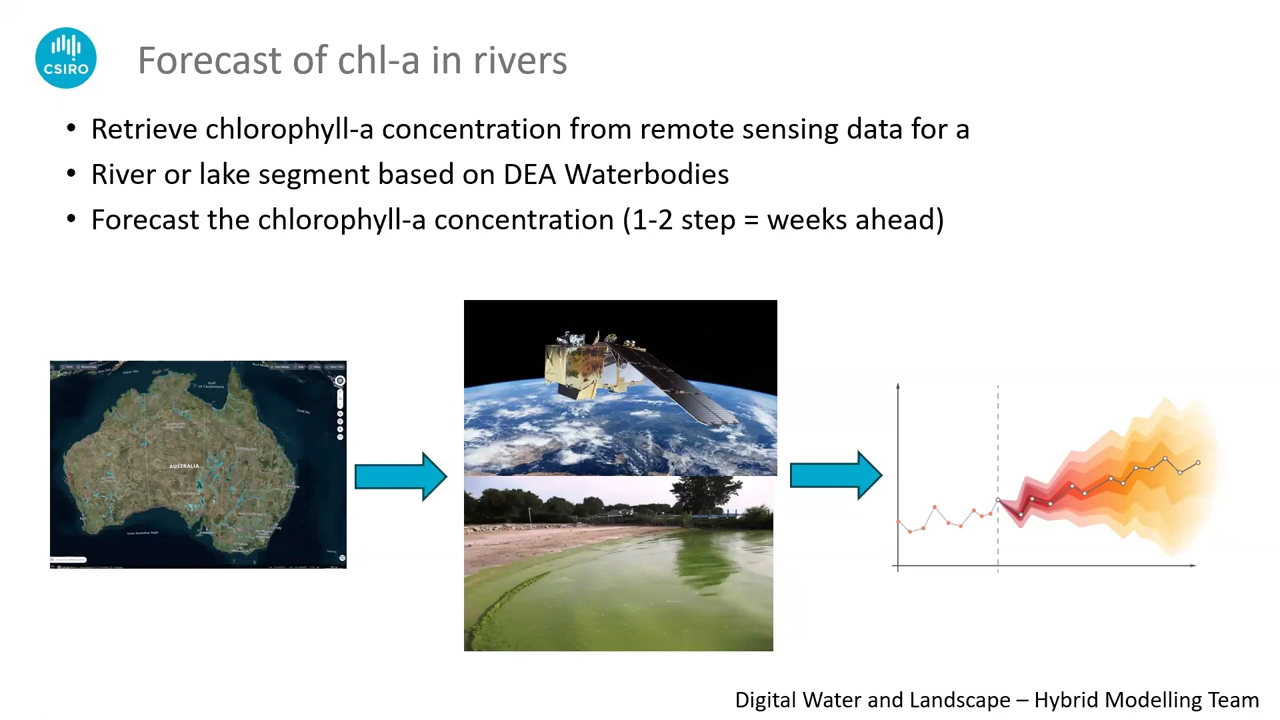 CSIRO
Forecast of chl-a in rivers
• Retrieve chlorophyll-a concentration from remote sensing data for a
• River or lake segment based on DEA Waterbodies
• Forecast the chlorophyll-a concentration (1-2 step = weeks ahead)
AUSTRALIA
Digital Water and Landscape – Hybrid Modelling Team